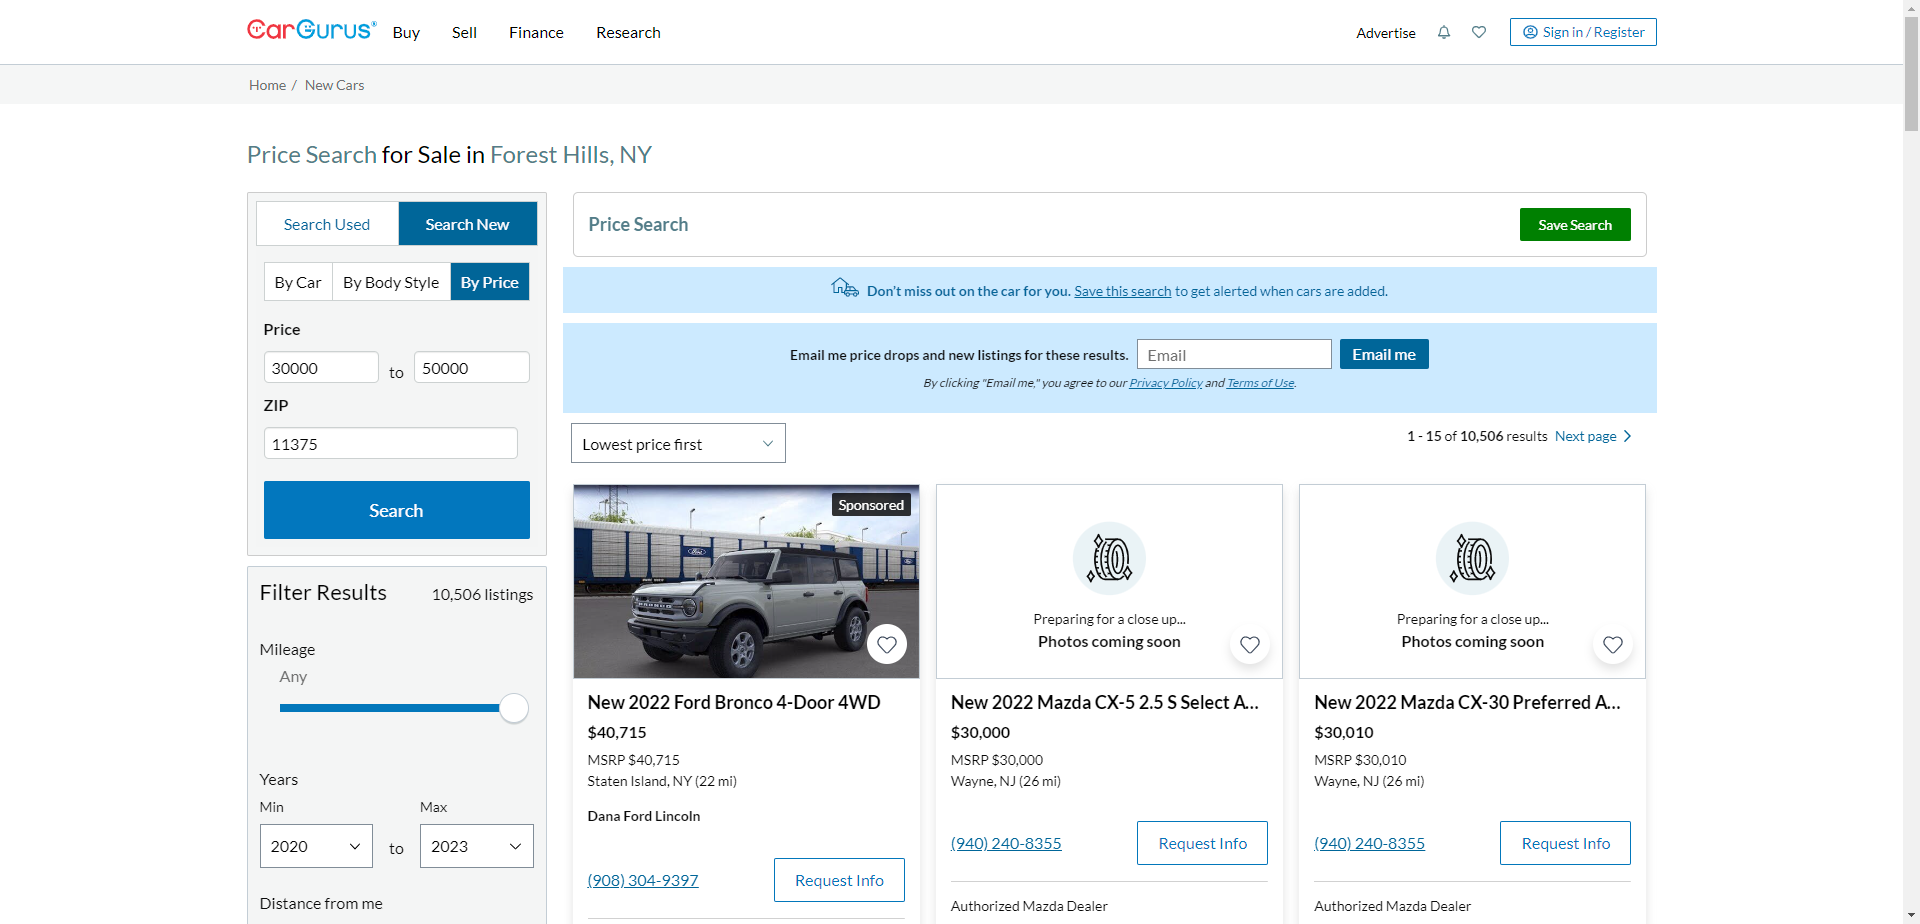 CarGurus
Buy
Sell
Finance
Research
Advertise
Sign in / Register
Home / New Cars
Price Search for Sale in Forest Hills, NY
Search Used
Search New
By Car
By Body Style
By Price
Price
30000 to 50000
ZIP
11375
Search
Filter Results
10,506 listings
Mileage
Any
Years
Min
Max
2020 to 2023
Distance from me
Price Search
Save Search
Don't miss out on the car for you. Save this search to get alerted when cars are added.
Email me price drops and new listings for these results.
Email
Email me
By clicking "Email me," you agree to our Privacy Policy and Terms of Use.
Lowest price first
1 - 15 of 10,506 results
Next page
Sponsored
BRONCO
New 2022 Ford Bronco 4-Door 4WD
$40,715
MSRP $40,715
Staten Island, NY (22 mi)
Dana Ford Lincoln
(908) 304-9397
Request Info
Preparing for a close up...
Photos coming soon
New 2022 Mazda CX-5 2.5 S Select A...
$30,000
MSRP $30,000
Wayne, NJ (26 mi)
(940) 240-8355
Request Info
Authorized Mazda Dealer
Preparing for a close up...
Photos coming soon
New 2022 Mazda CX-30 Preferred A...
$30,010
MSRP $30,010
Wayne, NJ (26 mi)
(940) 240-8355
Request Info
Authorized Mazda Dealer